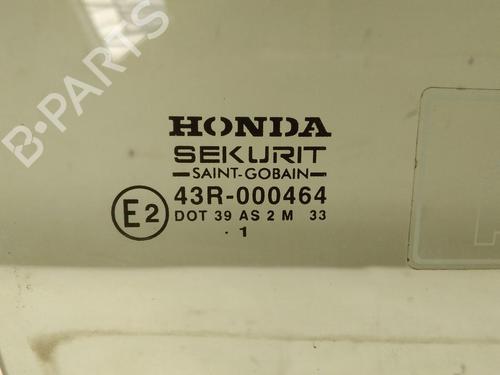 B-PARTS
HONDA
SEKURIT
SAINT-GOBAIN
E2 43R-000464
DOT 39 AS 2 M 33
. 1